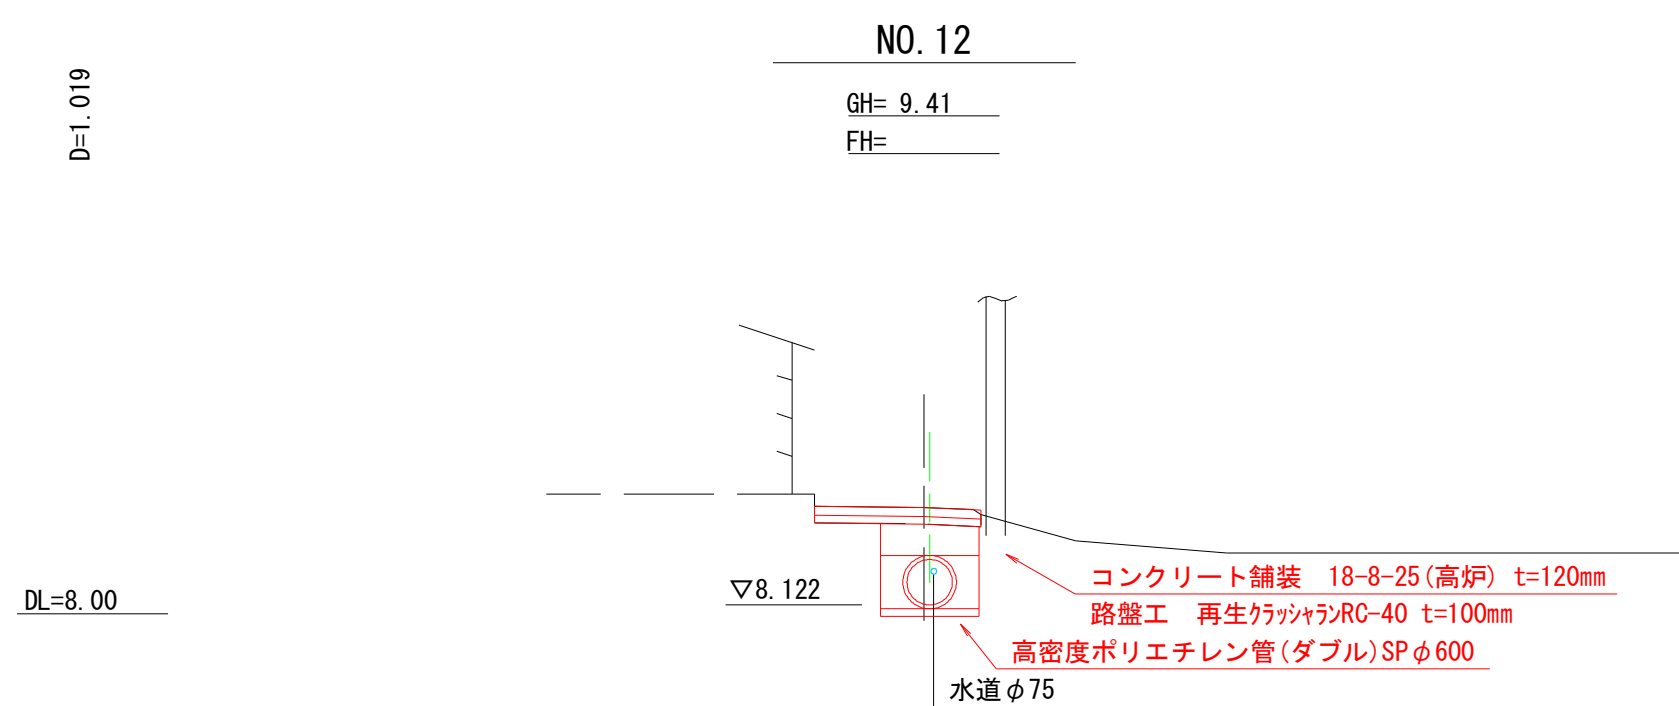 NO.12
D=1.019
GH= 9.41
FH=
DL=8.00
▽8.122
コンクリート舗装　18-8-25(高炉) t=120mm
路盤工　再生ｸﾗｯｼｬﾗﾝRC-40 t=100mm
高密度ポリエチレン管(ダブル)SPφ600
水道φ75